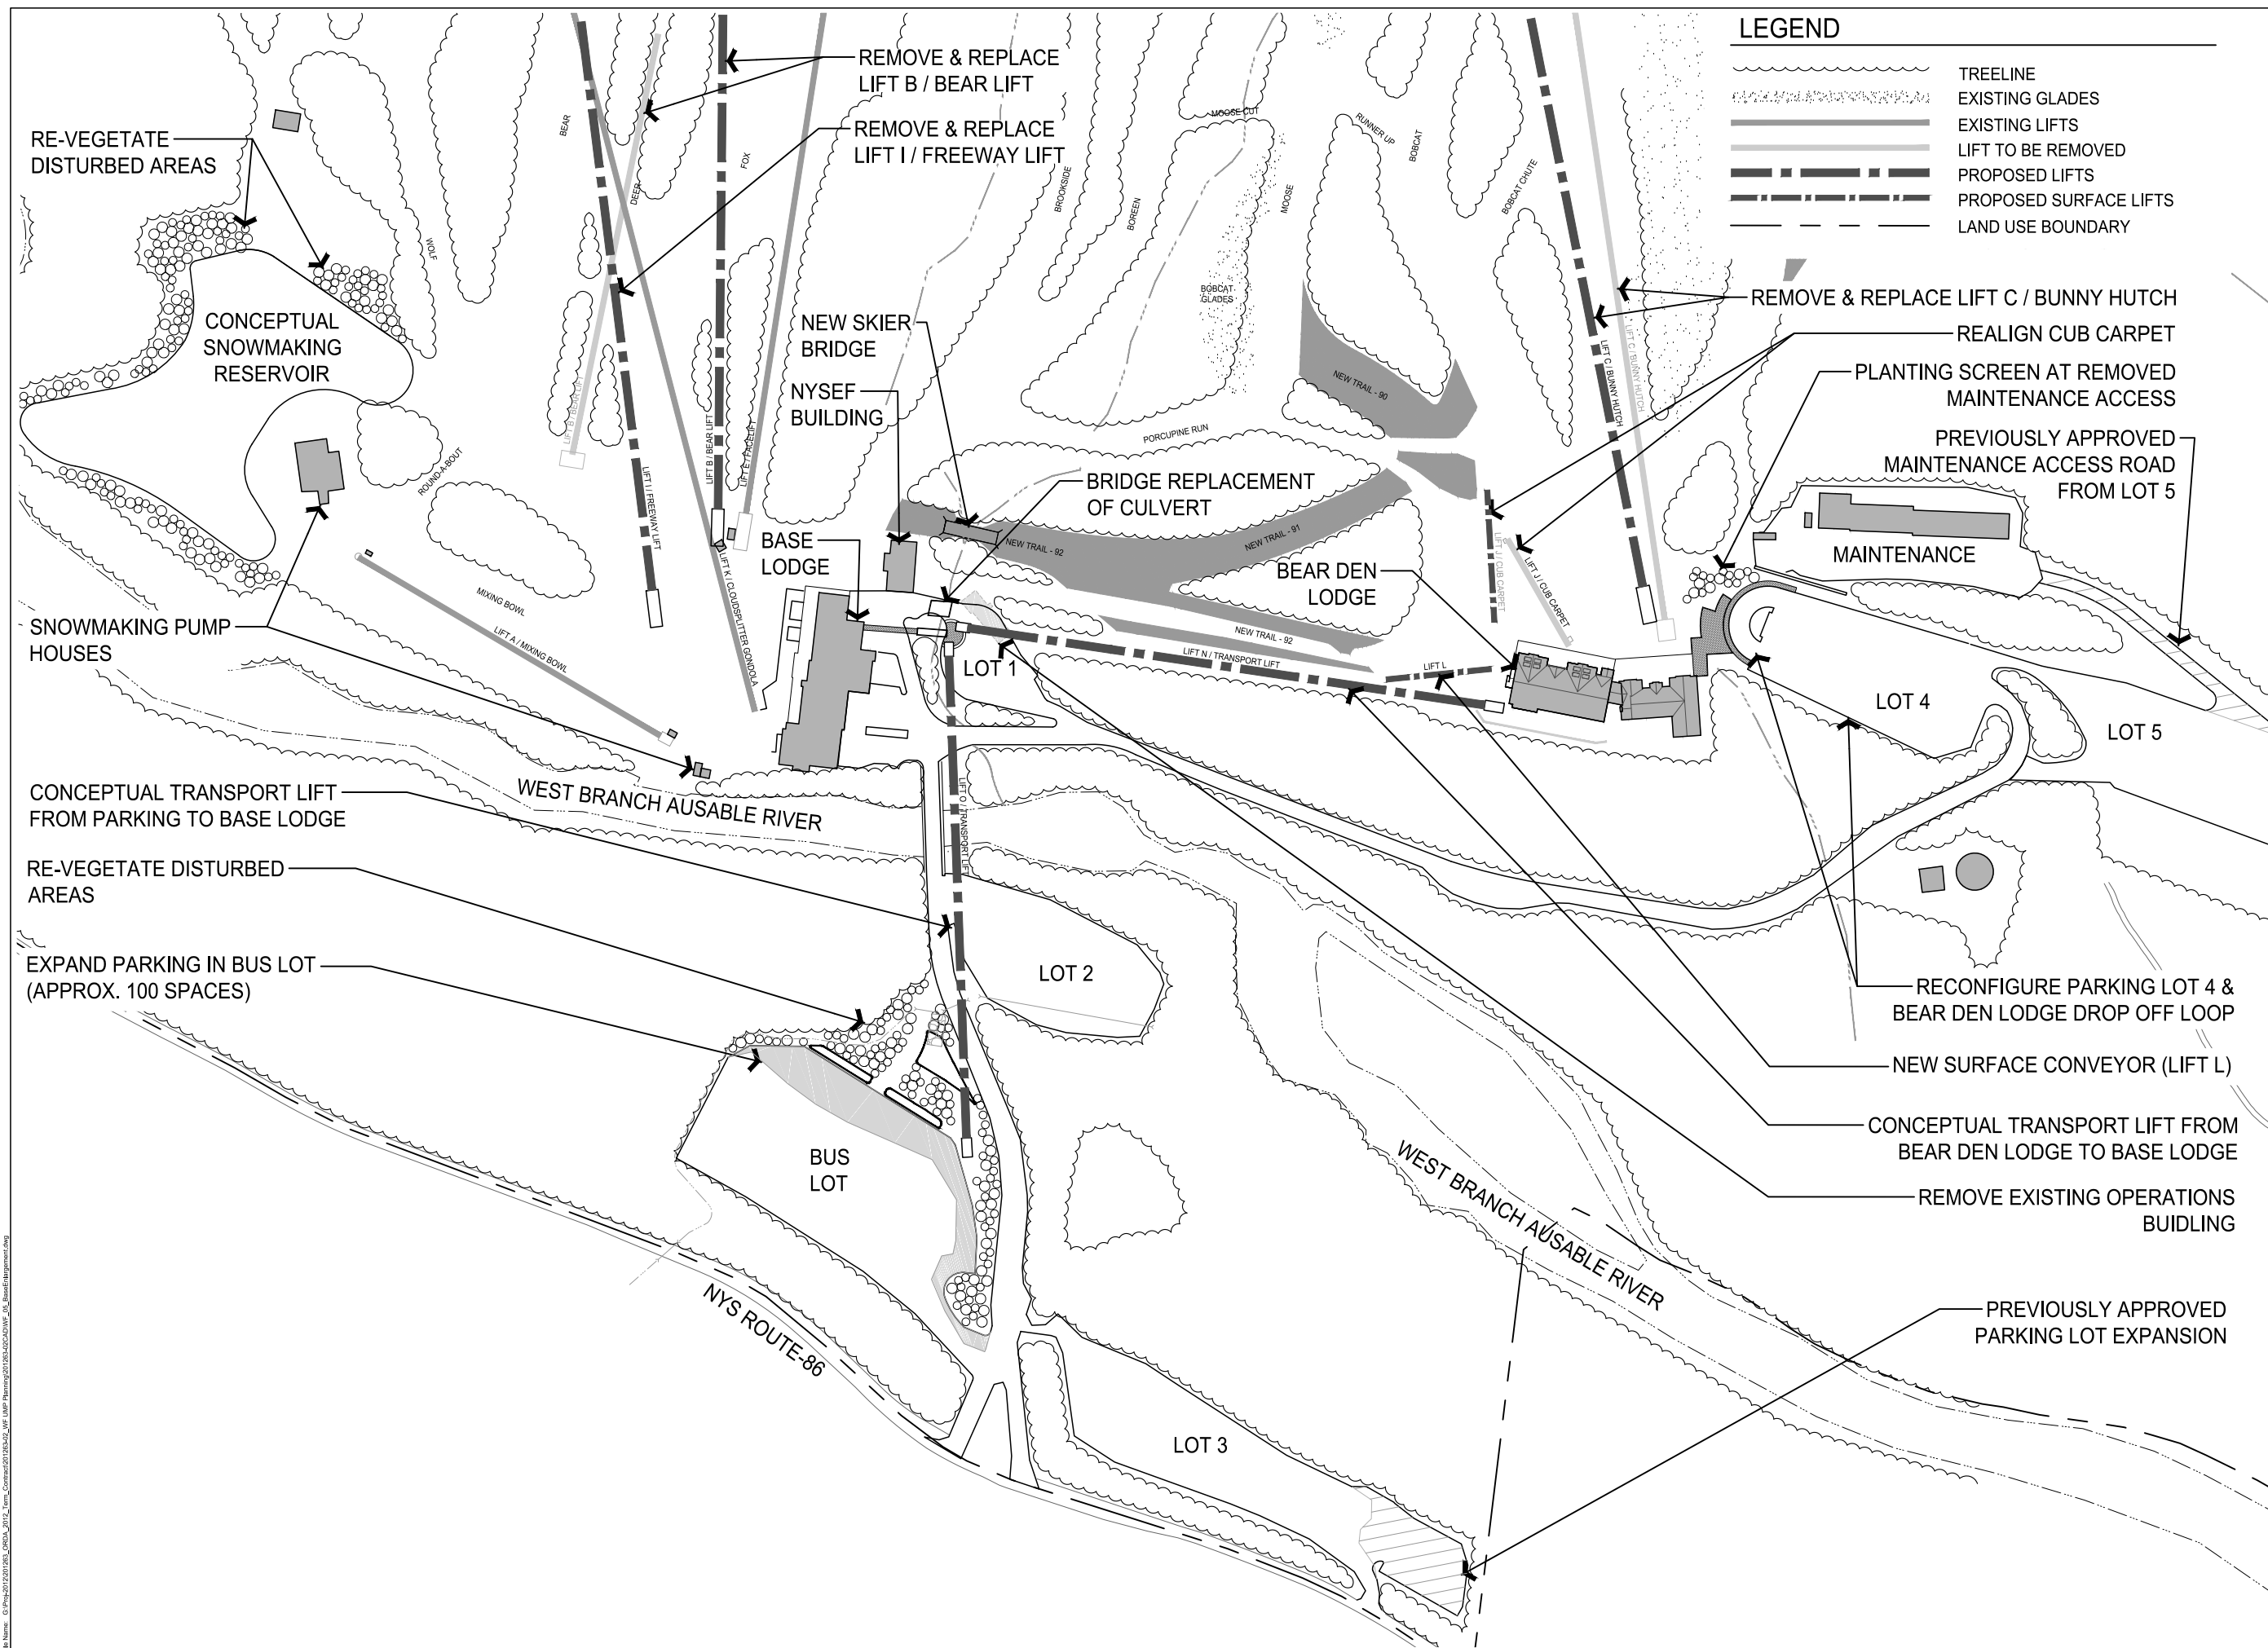 LEGEND
TREELINE
EXISTING GLADES
EXISTING LIFTS
LIFT TO BE REMOVED
PROPOSED LIFTS
PROPOSED SURFACE LIFTS
LAND USE BOUNDARY
REMOVE & REPLACE
LIFT B / BEAR LIFT
REMOVE & REPLACE
LIFT I / FREEWAY LIFT
RE-VEGETATE
DISTURBED AREAS
CONCEPTUAL
SNOWMAKING
RESERVOIR
BEAR
DEER
FOX
WOLF
BROOKSIDE
BOREEN
MOOSE CUT
MOOSE
RUNNER UP
BOBCAT
BOBCAT CHUTE
BOBCAT
GLADES
NEW SKIER
BRIDGE
NYSEF
BUILDING
REMOVE & REPLACE LIFT C / BUNNY HUTCH
REALIGN CUB CARPET
PLANTING SCREEN AT REMOVED
MAINTENANCE ACCESS
PREVIOUSLY APPROVED
MAINTENANCE ACCESS ROAD
FROM LOT 5
LIFT C / BUNNY HUTCH
LIFT C / BUNNY HUTCH
NEW TRAIL - 90
PORCUPINE RUN
BRIDGE REPLACEMENT
OF CULVERT
LIFT B / BEAR LIFT
LIFT I / FREEWAY LIFT
LIFT B / BEAR LIFT
LIFT E / FACELIFT
ROUND-A-BOUT
BASE
LODGE
NEW TRAIL - 92
NEW TRAIL - 91
BEAR DEN
LODGE
LIFT J / CUB CARPET
LIFT J / CUB CARPET
MAINTENANCE
MIXING BOWL
LIFT A / MIXING BOWL
LIFT K / CLOUDSPLITTER GONDOLA
SNOWMAKING PUMP
HOUSES
LOT 1
NEW TRAIL - 92
LIFT N / TRANSPORT LIFT
LIFT L
LOT 4
LOT 5
CONCEPTUAL TRANSPORT LIFT
FROM PARKING TO BASE LODGE
WEST BRANCH AUSABLE RIVER
LIFT O / TRANSPORT LIFT
RE-VEGETATE DISTURBED
AREAS
EXPAND PARKING IN BUS LOT
(APPROX. 100 SPACES)
LOT 2
RECONFIGURE PARKING LOT 4 &
BEAR DEN LODGE DROP OFF LOOP
NEW SURFACE CONVEYOR (LIFT L)
CONCEPTUAL TRANSPORT LIFT FROM
BEAR DEN LODGE TO BASE LODGE
REMOVE EXISTING OPERATIONS
BUIDLING
BUS
LOT
WEST BRANCH AUSABLE RIVER
NYS ROUTE-86
PREVIOUSLY APPROVED
PARKING LOT EXPANSION
LOT 3